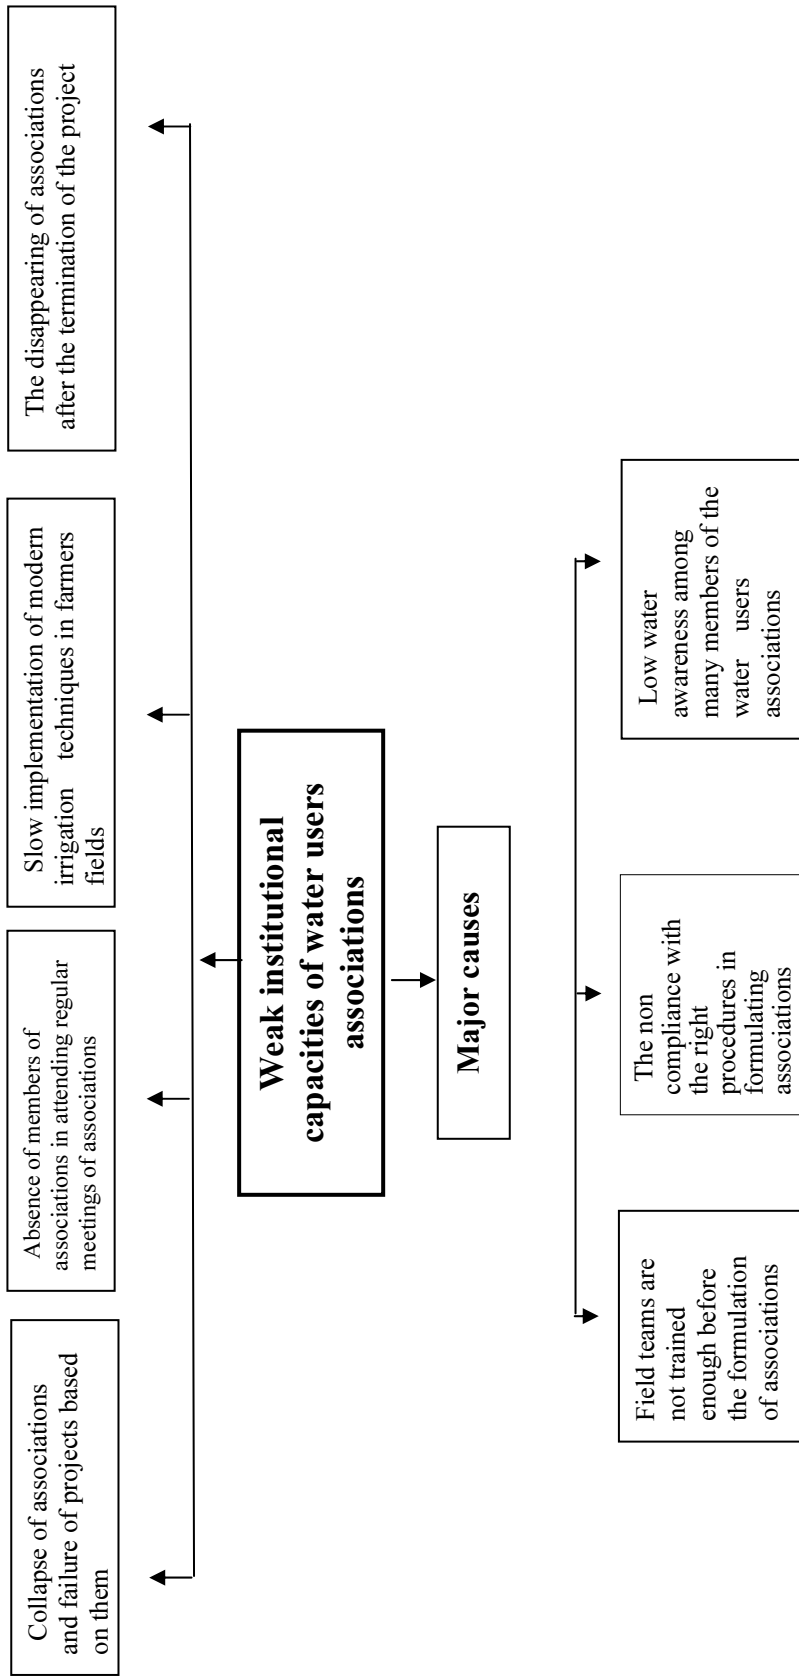 Collapse of associations
and failure of projects based
on them
Absence of members of
associations in attending regular
meetings of associations
Slow implementation of modern
irrigation techniques in farmers
fields
The disappearing of associations
after the termination of the project
Weak institutional
capacities of water users
associations
Major causes
Field teams are
not trained
enough before
the formulation
of associations
The non
compliance with
the right
procedures in
formulating
associations
Low water
awareness among
many members of the
water users
associations